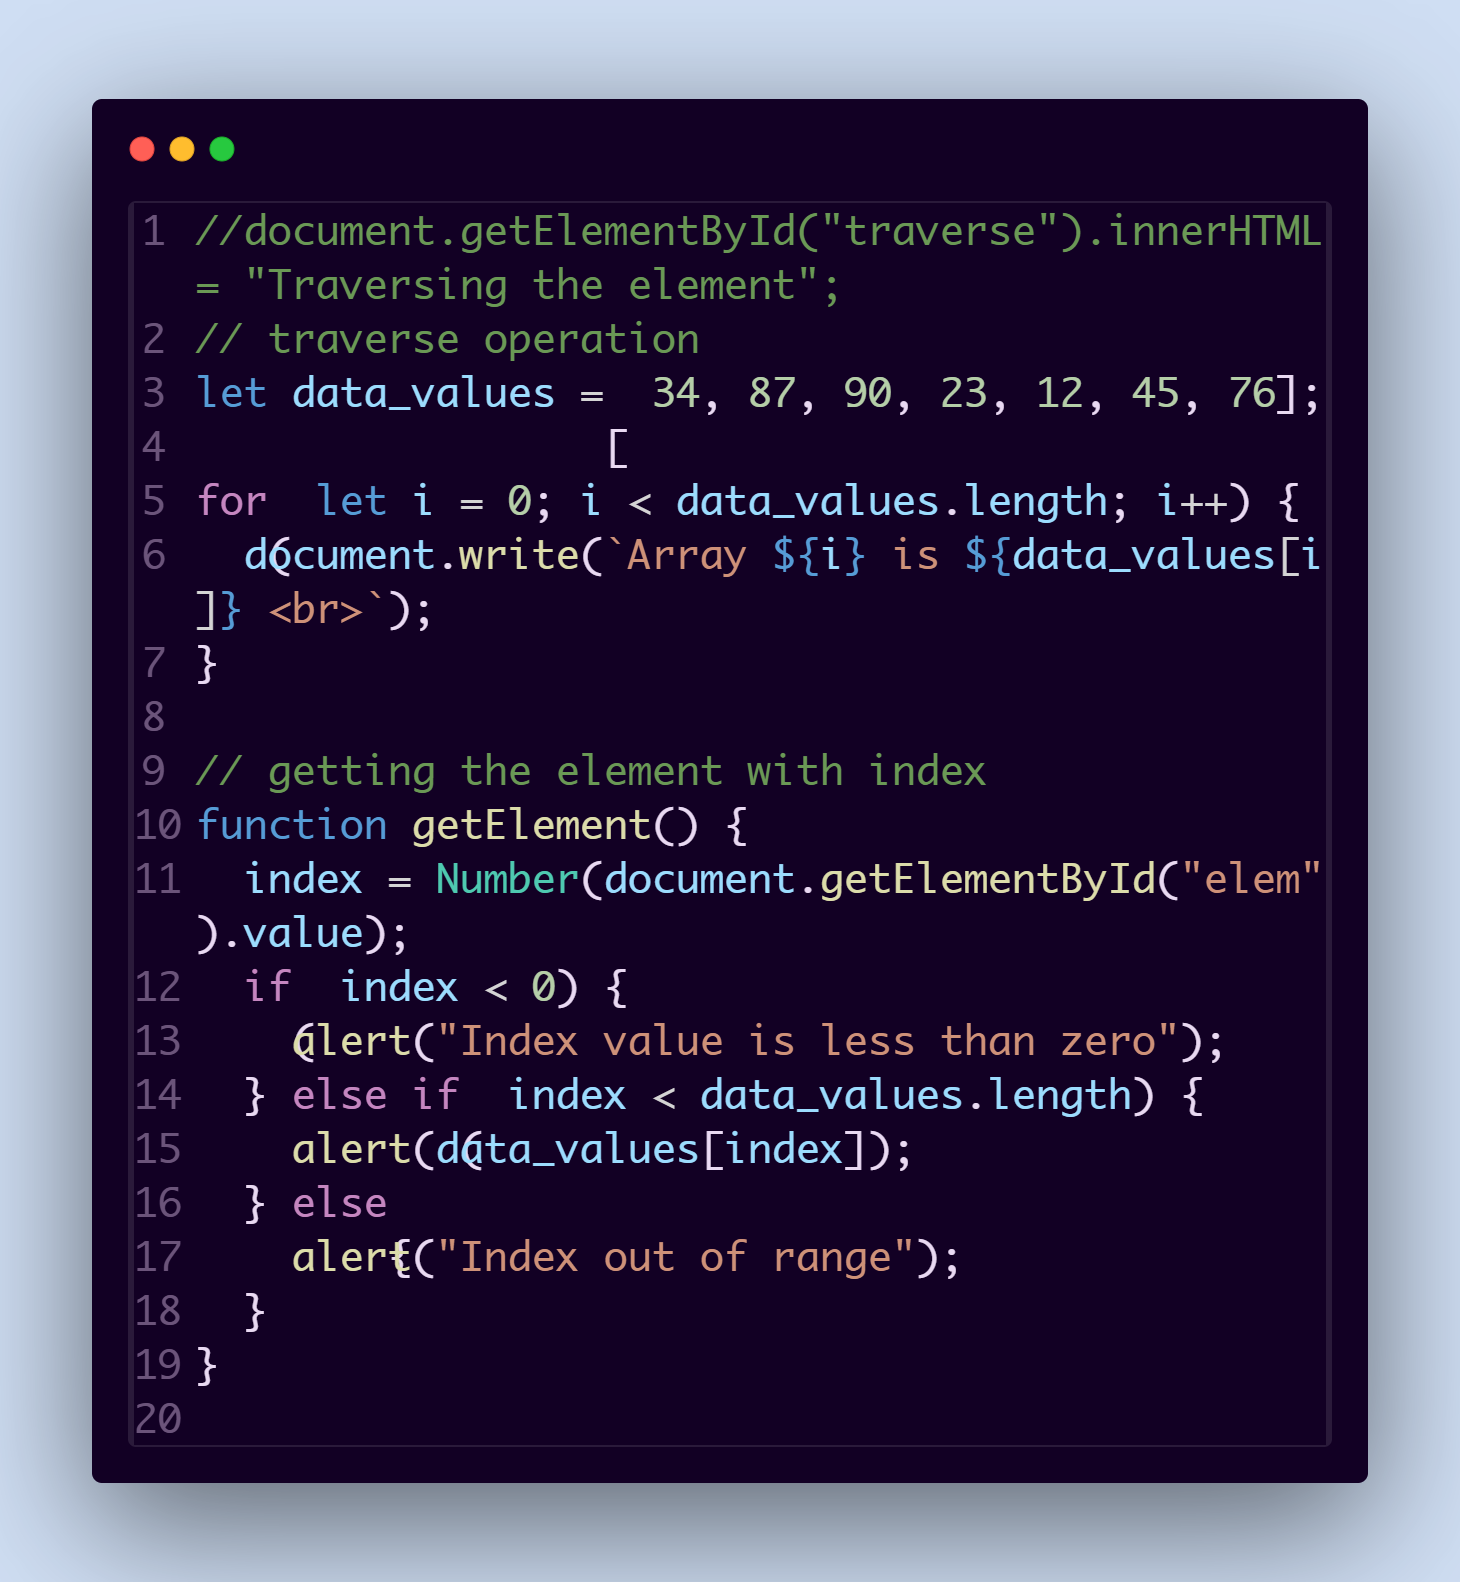 1 //document.getElementById("traverse").innerHTML
= "Traversing the element";
2 // traverse operation
3 let data_values = 34, 87, 90, 23, 12, 45, 76];
4 [
5 for let i = 0; i < data_values.length; i++) {
6 (document.write(`Array ${i} is ${data_values[i
]} <br>`);
7 }
8
9 // getting the element with index
10 function getElement() {
11 index = Number(document.getElementById("elem"
).value);
12 if index < 0) {
13 (alert("Index value is less than zero");
14 } else if index < data_values.length) {
15 alert((data_values[index]);
16 } else
17 alert{("Index out of range");
18 }
19 }
20